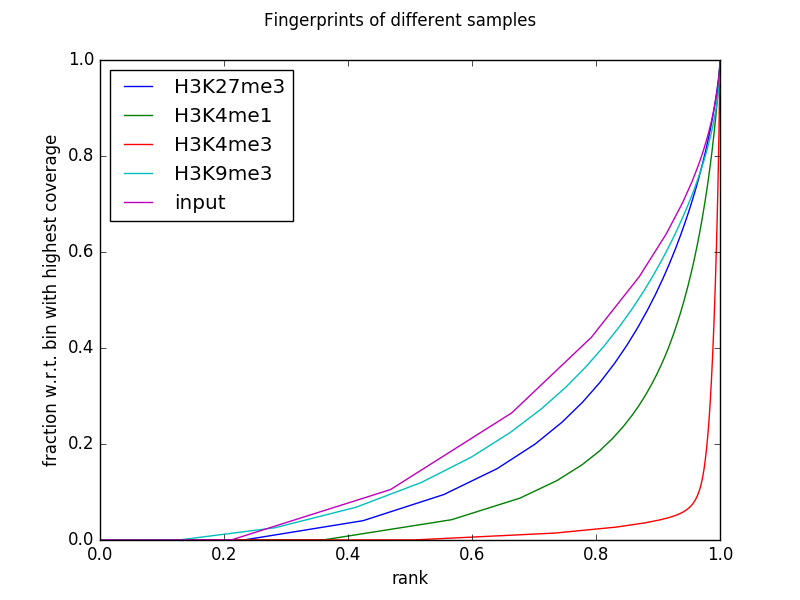 Fingerprints of different samples
1.0
0.8
0.6
0.4
0.2
0.0
fraction w.r.t. bin with highest coverage
H3K27me3
H3K4me1
H3K4me3
H3K9me3
input
0.0 0.2 0.4 0.6 0.8 1.0
rank